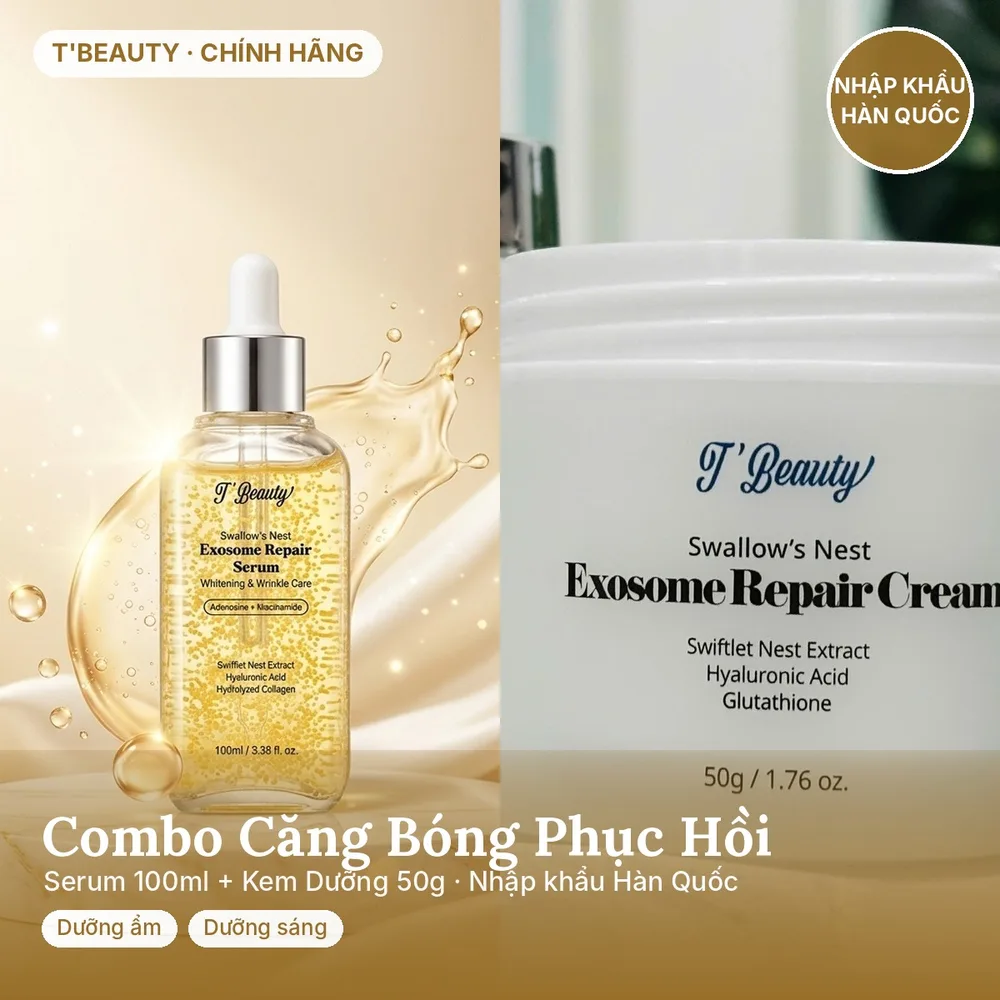 T'BEAUTY · CHÍNH HÃNG
NHẬP KHẨU
HÀN QUỐC
T'Beauty
Swallow's Nest
Exosome Repair
Serum
Whitening & Wrinkle Care
Adenosine + Niacinamide
Swifflet Nest Extract
Hyeluronic Acid
Hydrolyzed Collagen
100ml / 3.38 fl. oz.
T'Beauty
Swallow's Nest
Exosome Repair Cream
Swiftlet Nest Extract
Hyaluronic Acid
Glutathione
50g / 1.76 oz.
Combo Căng Bóng Phục Hồi
Serum 100ml + Kem Dưỡng 50g · Nhập khẩu Hàn Quốc
Dưỡng ẩm
Dưỡng sáng